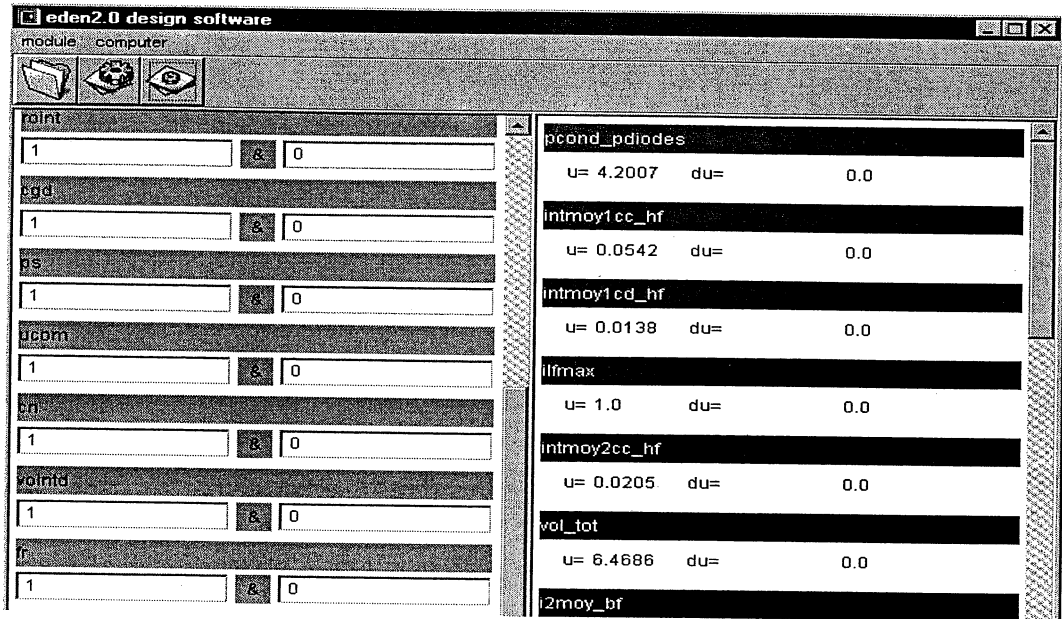 eden2.0 design software
module computer
roint
1 & 0
cgd
1 & 0
ps
1 & 0
ucom
1 & 0
cn
1 & 0
volntd
1 & 0
fr
1 & 0
pcond_pdiodes
u= 4.2007 du= 0.0
intmoy1cc_hf
u= 0.0542 du= 0.0
intmoy1cd_hf
u= 0.0138 du= 0.0
ilfmax
u= 1.0 du= 0.0
intmoy2cc_hf
u= 0.0205 du= 0.0
vol_tot
u= 6.4686 du= 0.0
i2moy_bf